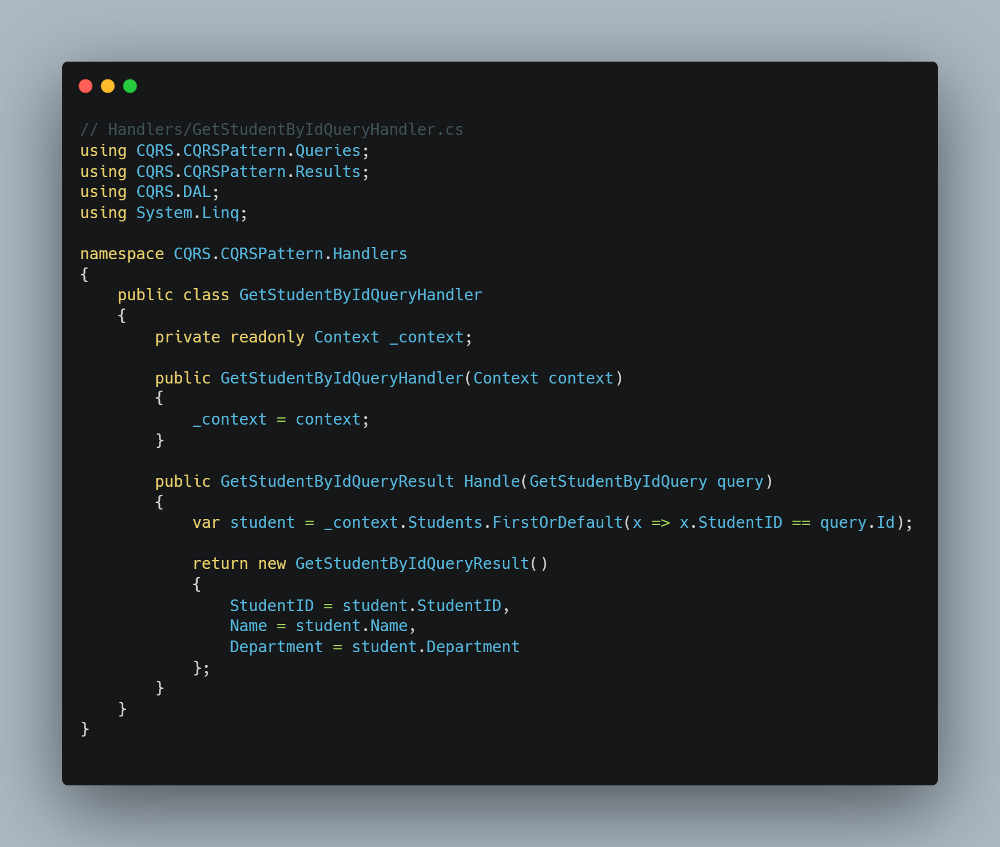 // Handlers/GetStudentByIdQueryHandler.cs
using CQRS.CQRSPattern.Queries;
using CQRS.CQRSPattern.Results;
using CQRS.DAL;
using System.Linq;

namespace CQRS.CQRSPattern.Handlers
{
    public class GetStudentByIdQueryHandler
    {
        private readonly Context _context;

        public GetStudentByIdQueryHandler(Context context)
        {
            _context = context;
        }

        public GetStudentByIdQueryResult Handle(GetStudentByIdQuery query)
        {
            var student = _context.Students.FirstOrDefault(x => x.StudentID == query.Id);

            return new GetStudentByIdQueryResult()
            {
                StudentID = student.StudentID,
                Name = student.Name,
                Department = student.Department
            };
        }
    }
}